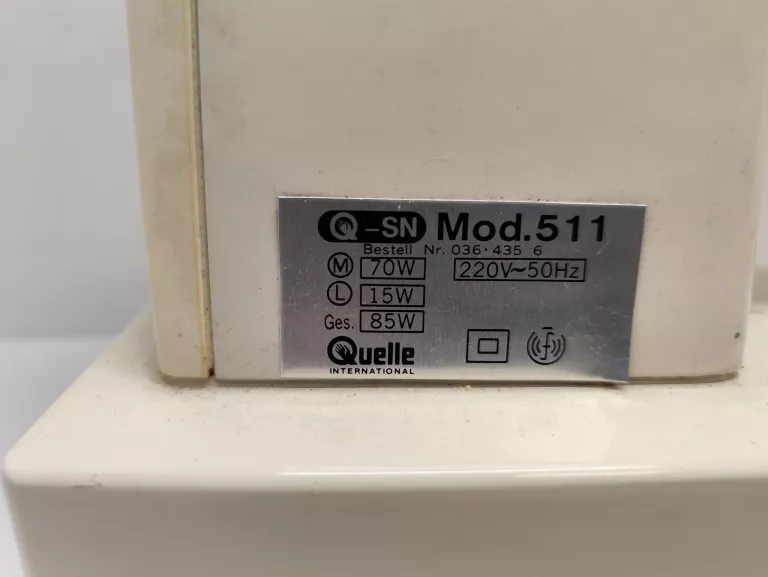 Q-SN Mod.511
Bestell Nr. 036·435 6
M 70W 220V~50Hz
L 15W
Ges. 85W
Quelle
INTERNATIONAL